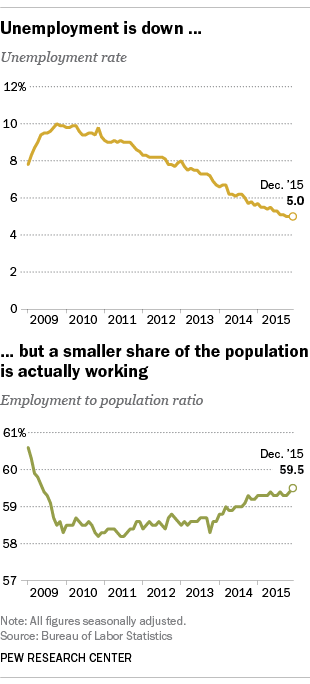 Unemployment is down ...
Unemployment rate
12%
10
8
6
4
2
0
Dec. '15
5.0
2009 2010 2011 2012 2013 2014 2015
... but a smaller share of the population
is actually working
Employment to population ratio
61%
60
59
58
57
Dec. '15
59.5
2009 2010 2011 2012 2013 2014 2015
Note: All figures seasonally adjusted.
Source: Bureau of Labor Statistics
PEW RESEARCH CENTER